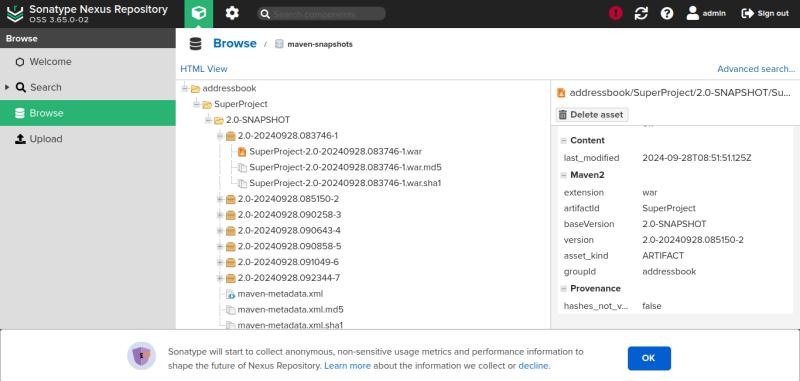 Sonatype Nexus Repository
OSS 3.65.0-02
Search components
admin
Sign out
Browse
Welcome
Search
Browse
Upload
Browse / maven-snapshots
HTML View
Advanced search...
addressbook
SuperProject
2.0-SNAPSHOT
2.0-20240928.083746-1
SuperProject-2.0-20240928.083746-1.war
SuperProject-2.0-20240928.083746-1.war.md5
SuperProject-2.0-20240928.083746-1.war.sha1
2.0-20240928.085150-2
2.0-20240928.090258-3
2.0-20240928.090643-4
2.0-20240928.090858-5
2.0-20240928.091049-6
2.0-20240928.092344-7
maven-metadata.xml
maven-metadata.xml.md5
maven-metadata.xml.sha1
addressbook/SuperProject/2.0-SNAPSHOT/Su...
Delete asset
Content
last_modified 2024-09-28T08:51:51.125Z
Maven2
extension war
artifactId SuperProject
baseVersion 2.0-SNAPSHOT
version 2.0-20240928.085150-2
asset_kind ARTIFACT
groupId addressbook
Provenance
hashes_not_v... false
Sonatype will start to collect anonymous, non-sensitive usage metrics and performance information to
shape the future of Nexus Repository. Learn more about the information we collect or decline.
OK